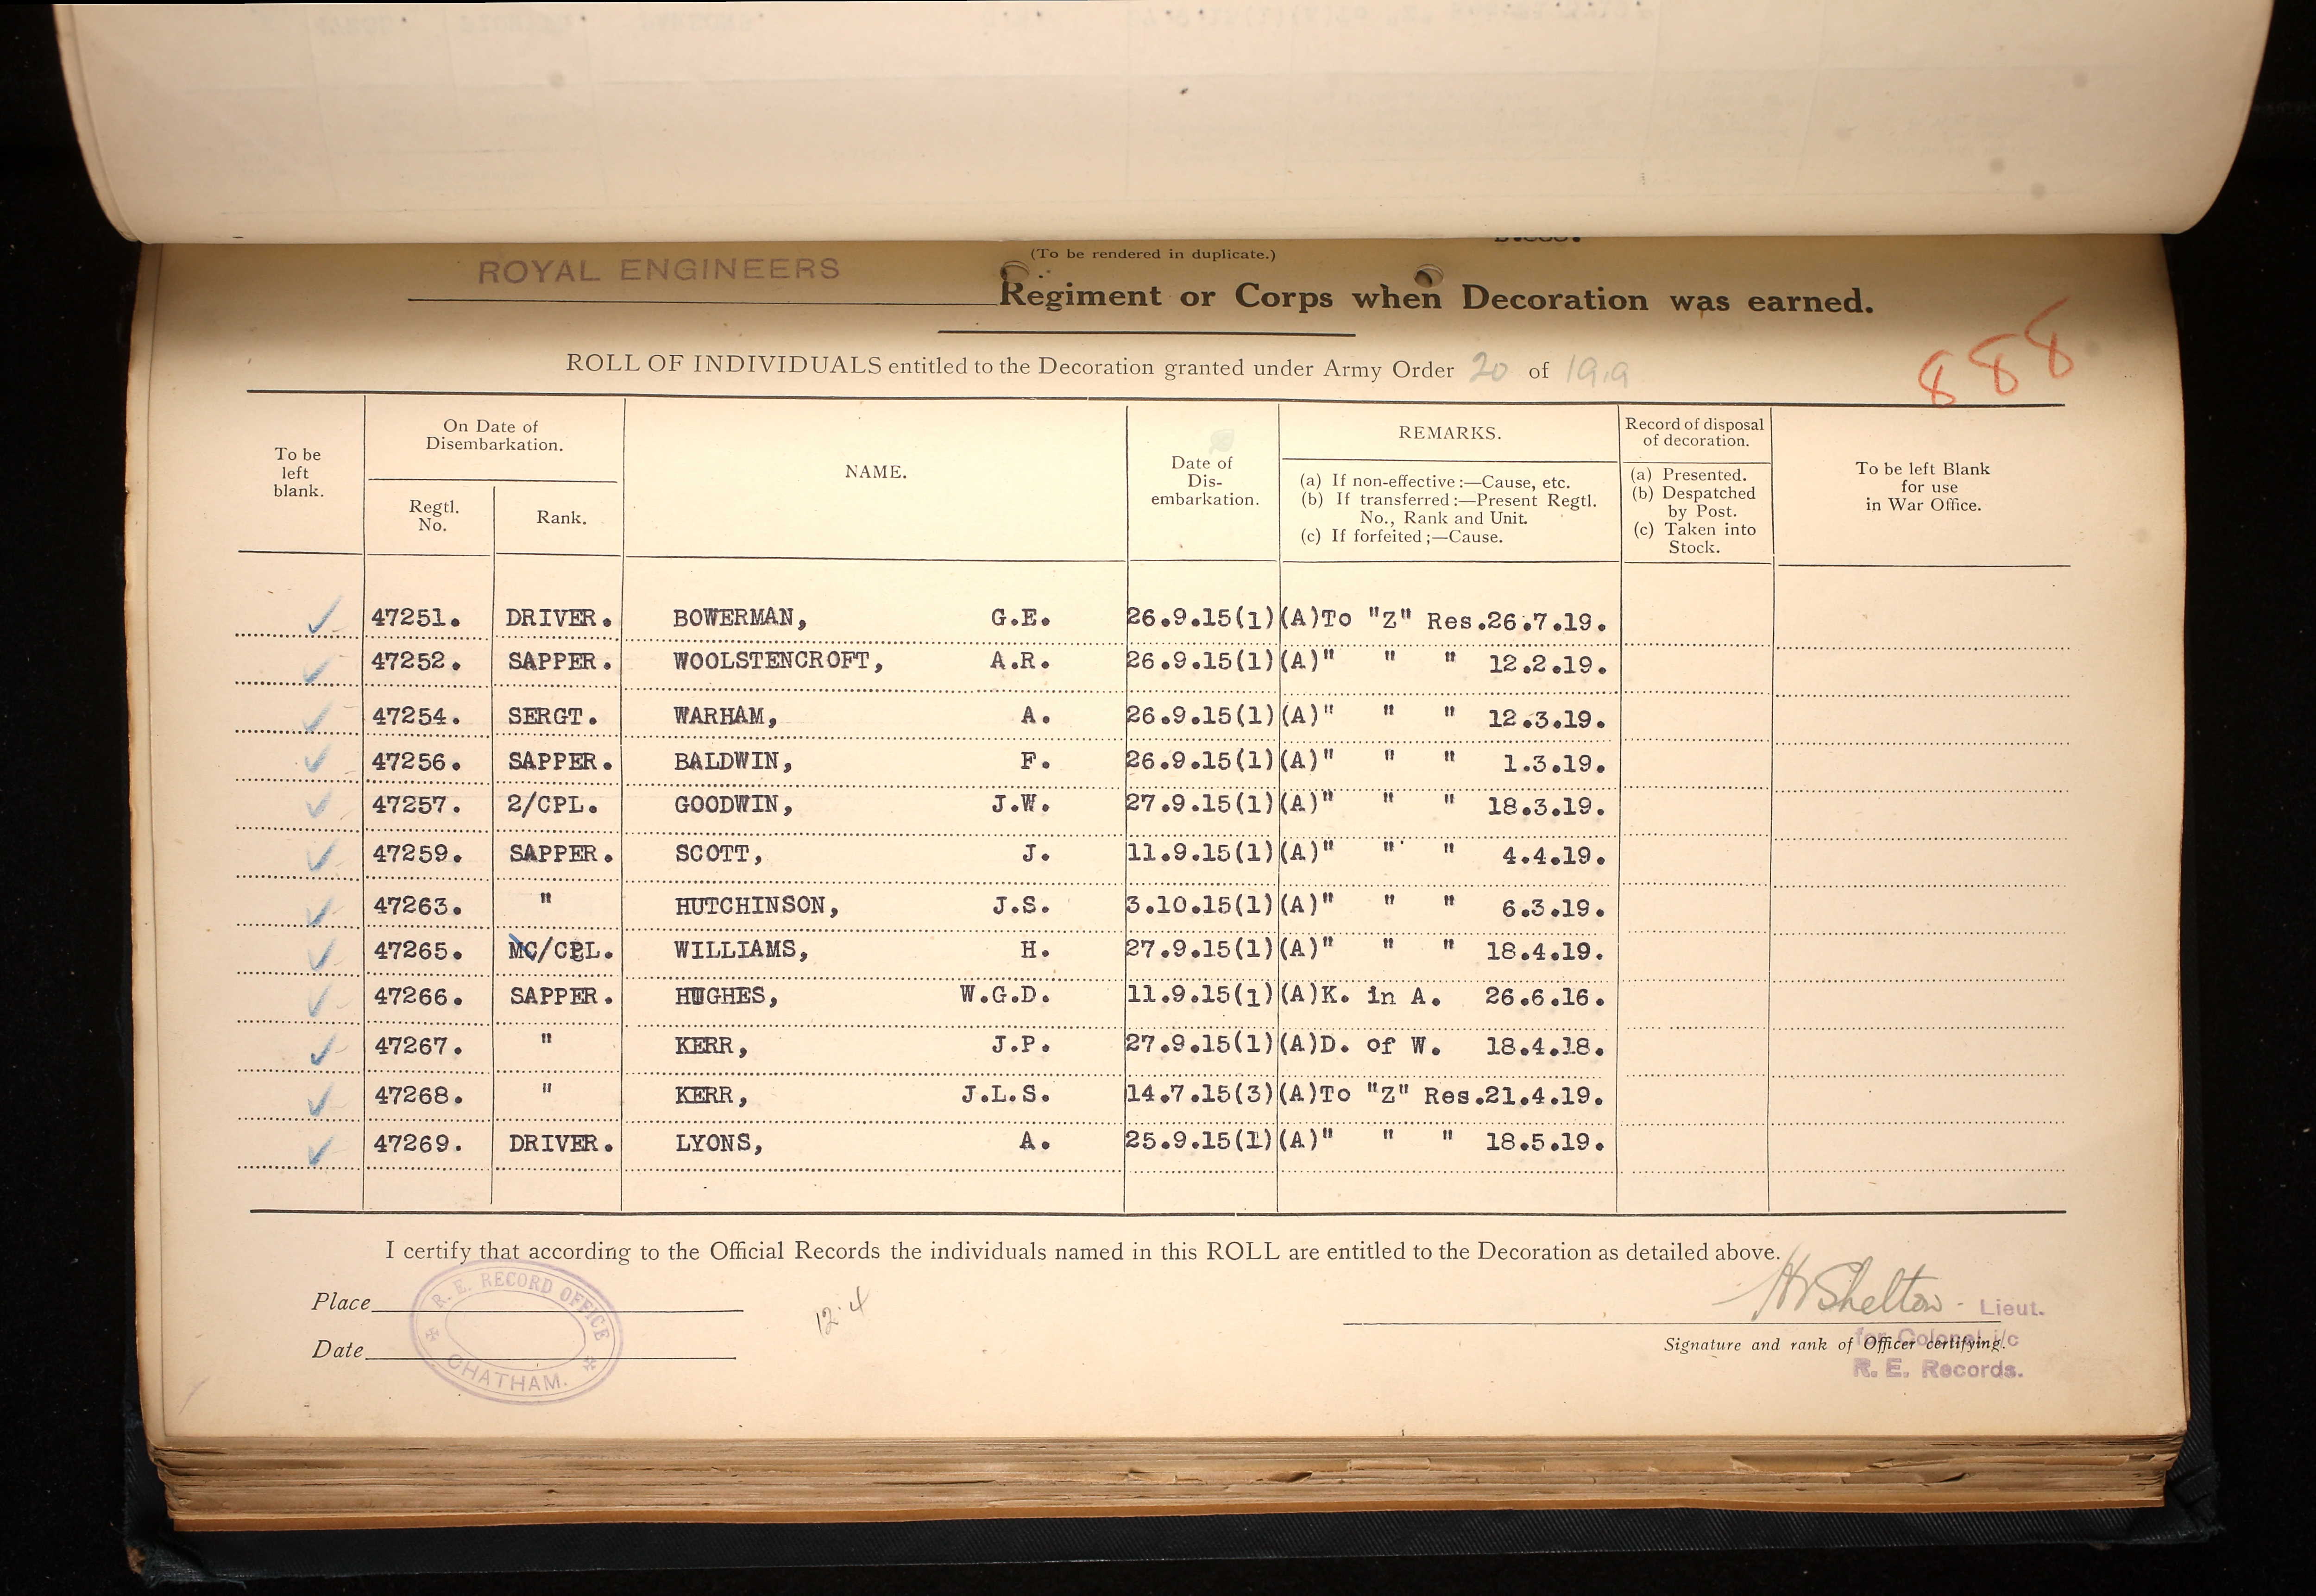 (To be rendered in duplicate.)
ROYAL ENGINEERS
Regiment or Corps when Decoration was earned.
888
ROLL OF INDIVIDUALS entitled to the Decoration granted under Army Order 20 of 1919
To be left blank.
On Date of Disembarkation.
Regtl. No.
Rank.
NAME.
Date of Dis-embarkation.
REMARKS.
(a) If non-effective :—Cause, etc.
(b) If transferred :—Present Regtl. No., Rank and Unit.
(c) If forfeited ;—Cause.
Record of disposal of decoration.
(a) Presented.
(b) Despatched by Post.
(c) Taken into Stock.
To be left Blank for use in War Office.
47251. DRIVER. BOWERMAN, G.E. 26.9.15(1) (A)To "Z" Res.26.7.19.
47252. SAPPER. WOOLSTENCROFT, A.R. 26.9.15(1) (A)" " " 12.2.19.
47254. SERGT. WARHAM, A. 26.9.15(1) (A)" " " 12.3.19.
47256. SAPPER. BALDWIN, F. 26.9.15(1) (A)" " " 1.3.19.
47257. 2/CPL. GOODWIN, J.W. 27.9.15(1) (A)" " " 18.3.19.
47259. SAPPER. SCOTT, J. 11.9.15(1) (A)" " " 4.4.19.
47263. " HUTCHINSON, J.S. 3.10.15(1) (A)" " " 6.3.19.
47265. MC/CPL. WILLIAMS, H. 27.9.15(1) (A)" " " 18.4.19.
47266. SAPPER. HUGHES, W.G.D. 11.9.15(1) (A)K. in A. 26.6.16.
47267. " KERR, J.P. 27.9.15(1) (A)D. of W. 18.4.18.
47268. " KERR, J.L.S. 14.7.15(3) (A)To "Z" Res.21.4.19.
47269. DRIVER. LYONS, A. 25.9.15(1) (A)" " " 18.5.19.
I certify that according to the Official Records the individuals named in this ROLL are entitled to the Decoration as detailed above.
Place
Date
R. E. RECORD OFFICE
CHATHAM.
12.4
Shelton Lieut.
for Colonel i/c
Signature and rank of Officer certifying.
R. E. Records.